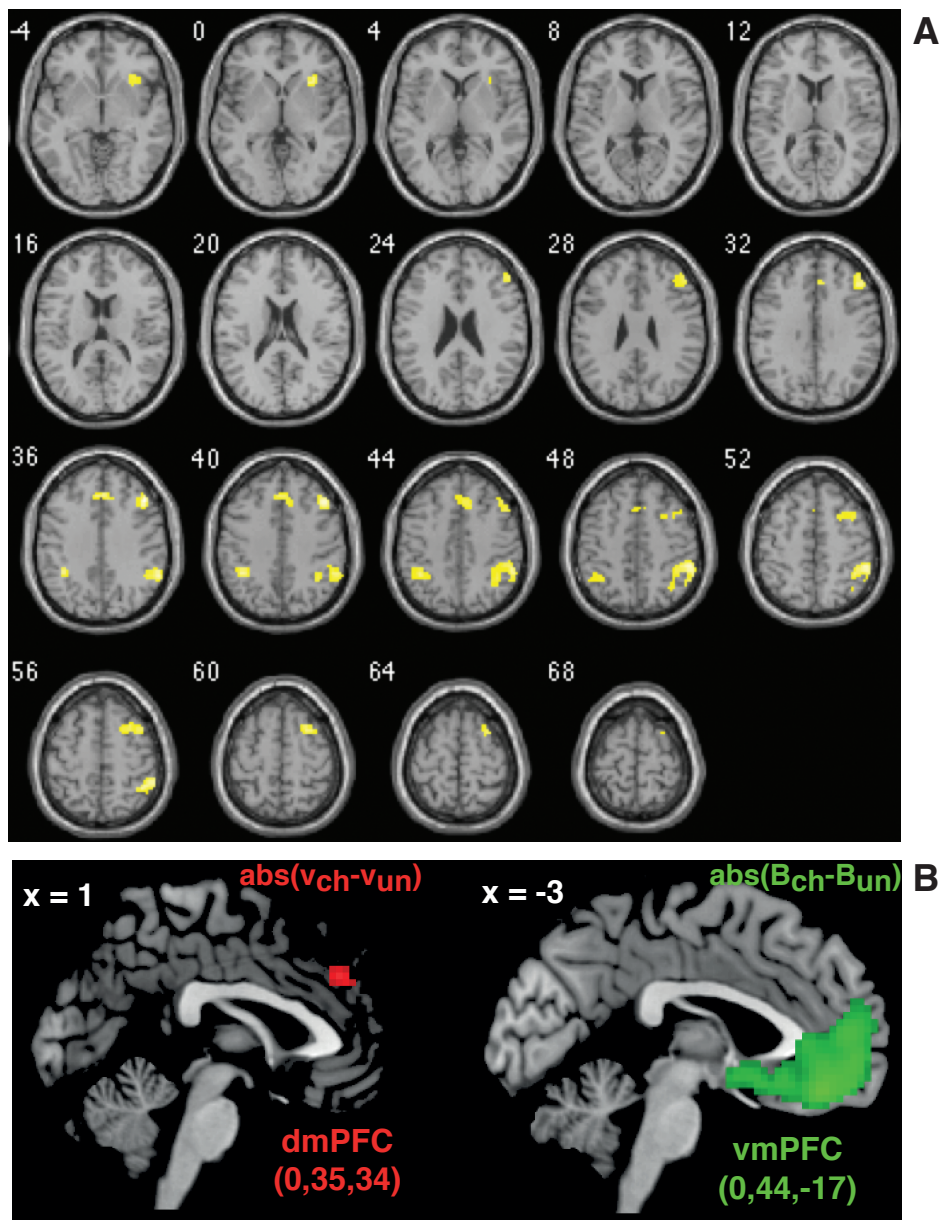 -4 0 4 8 12 A
16 20 24 28 32
36 40 44 48 52
56 60 64 68
x = 1 abs(vch-vun) x = -3 abs(Bch-Bun) B
dmPFC vmPFC
(0,35,34) (0,44,-17)